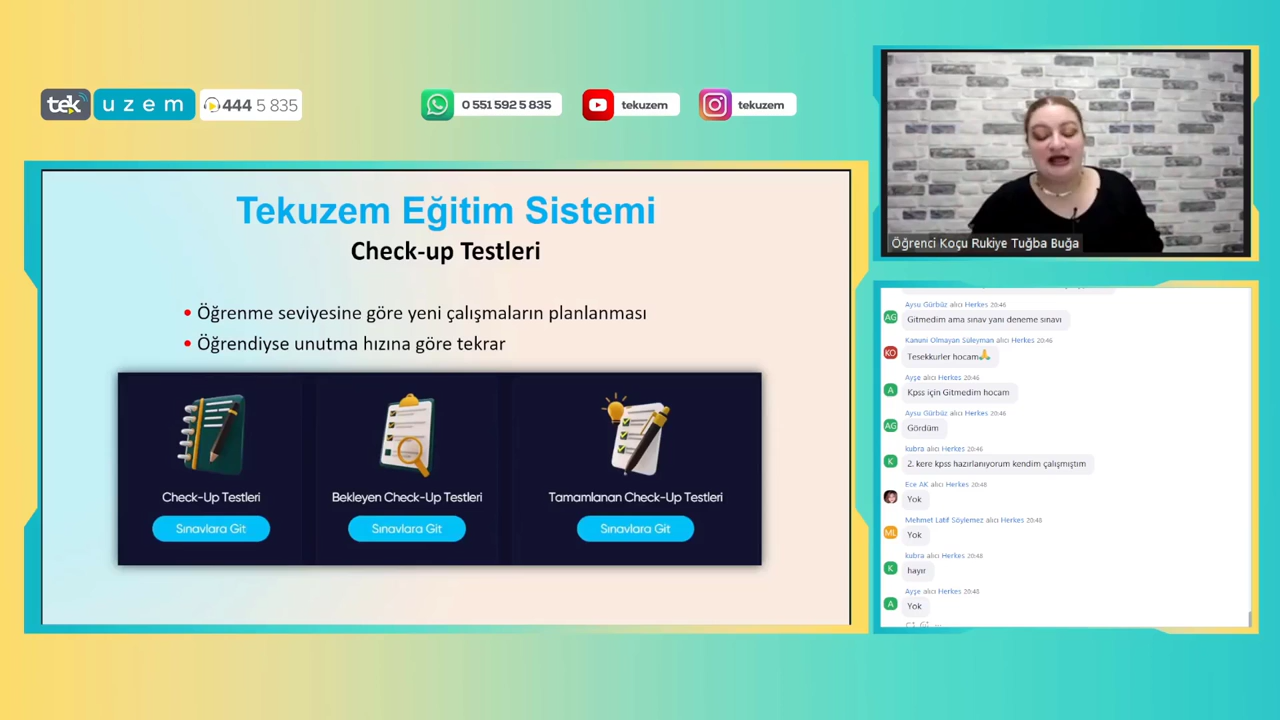 tek uzem 444 5 835
0 551 592 5 835
tekuzem
tekuzem
Tekuzem Eğitim Sistemi
Check-up Testleri
• Öğrenme seviyesine göre yeni çalışmaların planlanması
• Öğrendiyse unutma hızına göre tekrar
Check-Up Testleri
Sınavlara Git
Bekleyen Check-Up Testleri
Sınavlara Git
Tamamlanan Check-Up Testleri
Sınavlara Git
Öğrenci Koçu Rukiye Tuğba Buğa
Aysu Gürbüz alıcı Herkes 20:46
AG
Gitmedim ama sınav yanı deneme sınavı
Kanuni Olmayan Süleyman alıcı Herkes 20:46
KO
Tesekkurler hocam🙏
Ayşe alıcı Herkes 20:46
A
Kpss için Gitmedim hocam
Aysu Gürbüz alıcı Herkes 20:46
AG
Gördüm
kubra alıcı Herkes 20:46
K
2. kere kpss hazırlanıyorum kendim çalışmıştım
Ece AK alıcı Herkes 20:48
Yok
Mehmet Latif Söylemez alıcı Herkes 20:48
ML
Yok
kubra alıcı Herkes 20:48
K
hayır
Ayşe alıcı Herkes 20:48
A
Yok